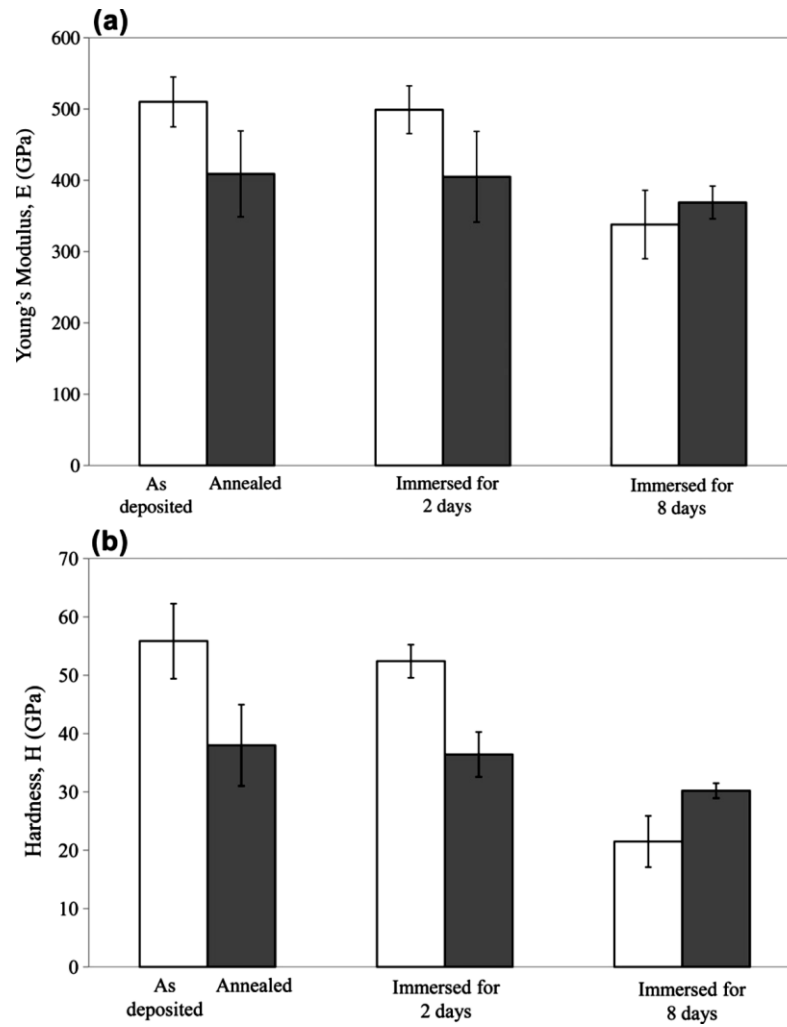 (a)
600
500
400
300
200
100
0
Young's Modulus, E (GPa)
As
deposited
Annealed
Immersed for
2 days
Immersed for
8 days
(b)
70
60
50
40
30
20
10
0
Hardness, H (GPa)
As
deposited
Annealed
Immersed for
2 days
Immersed for
8 days